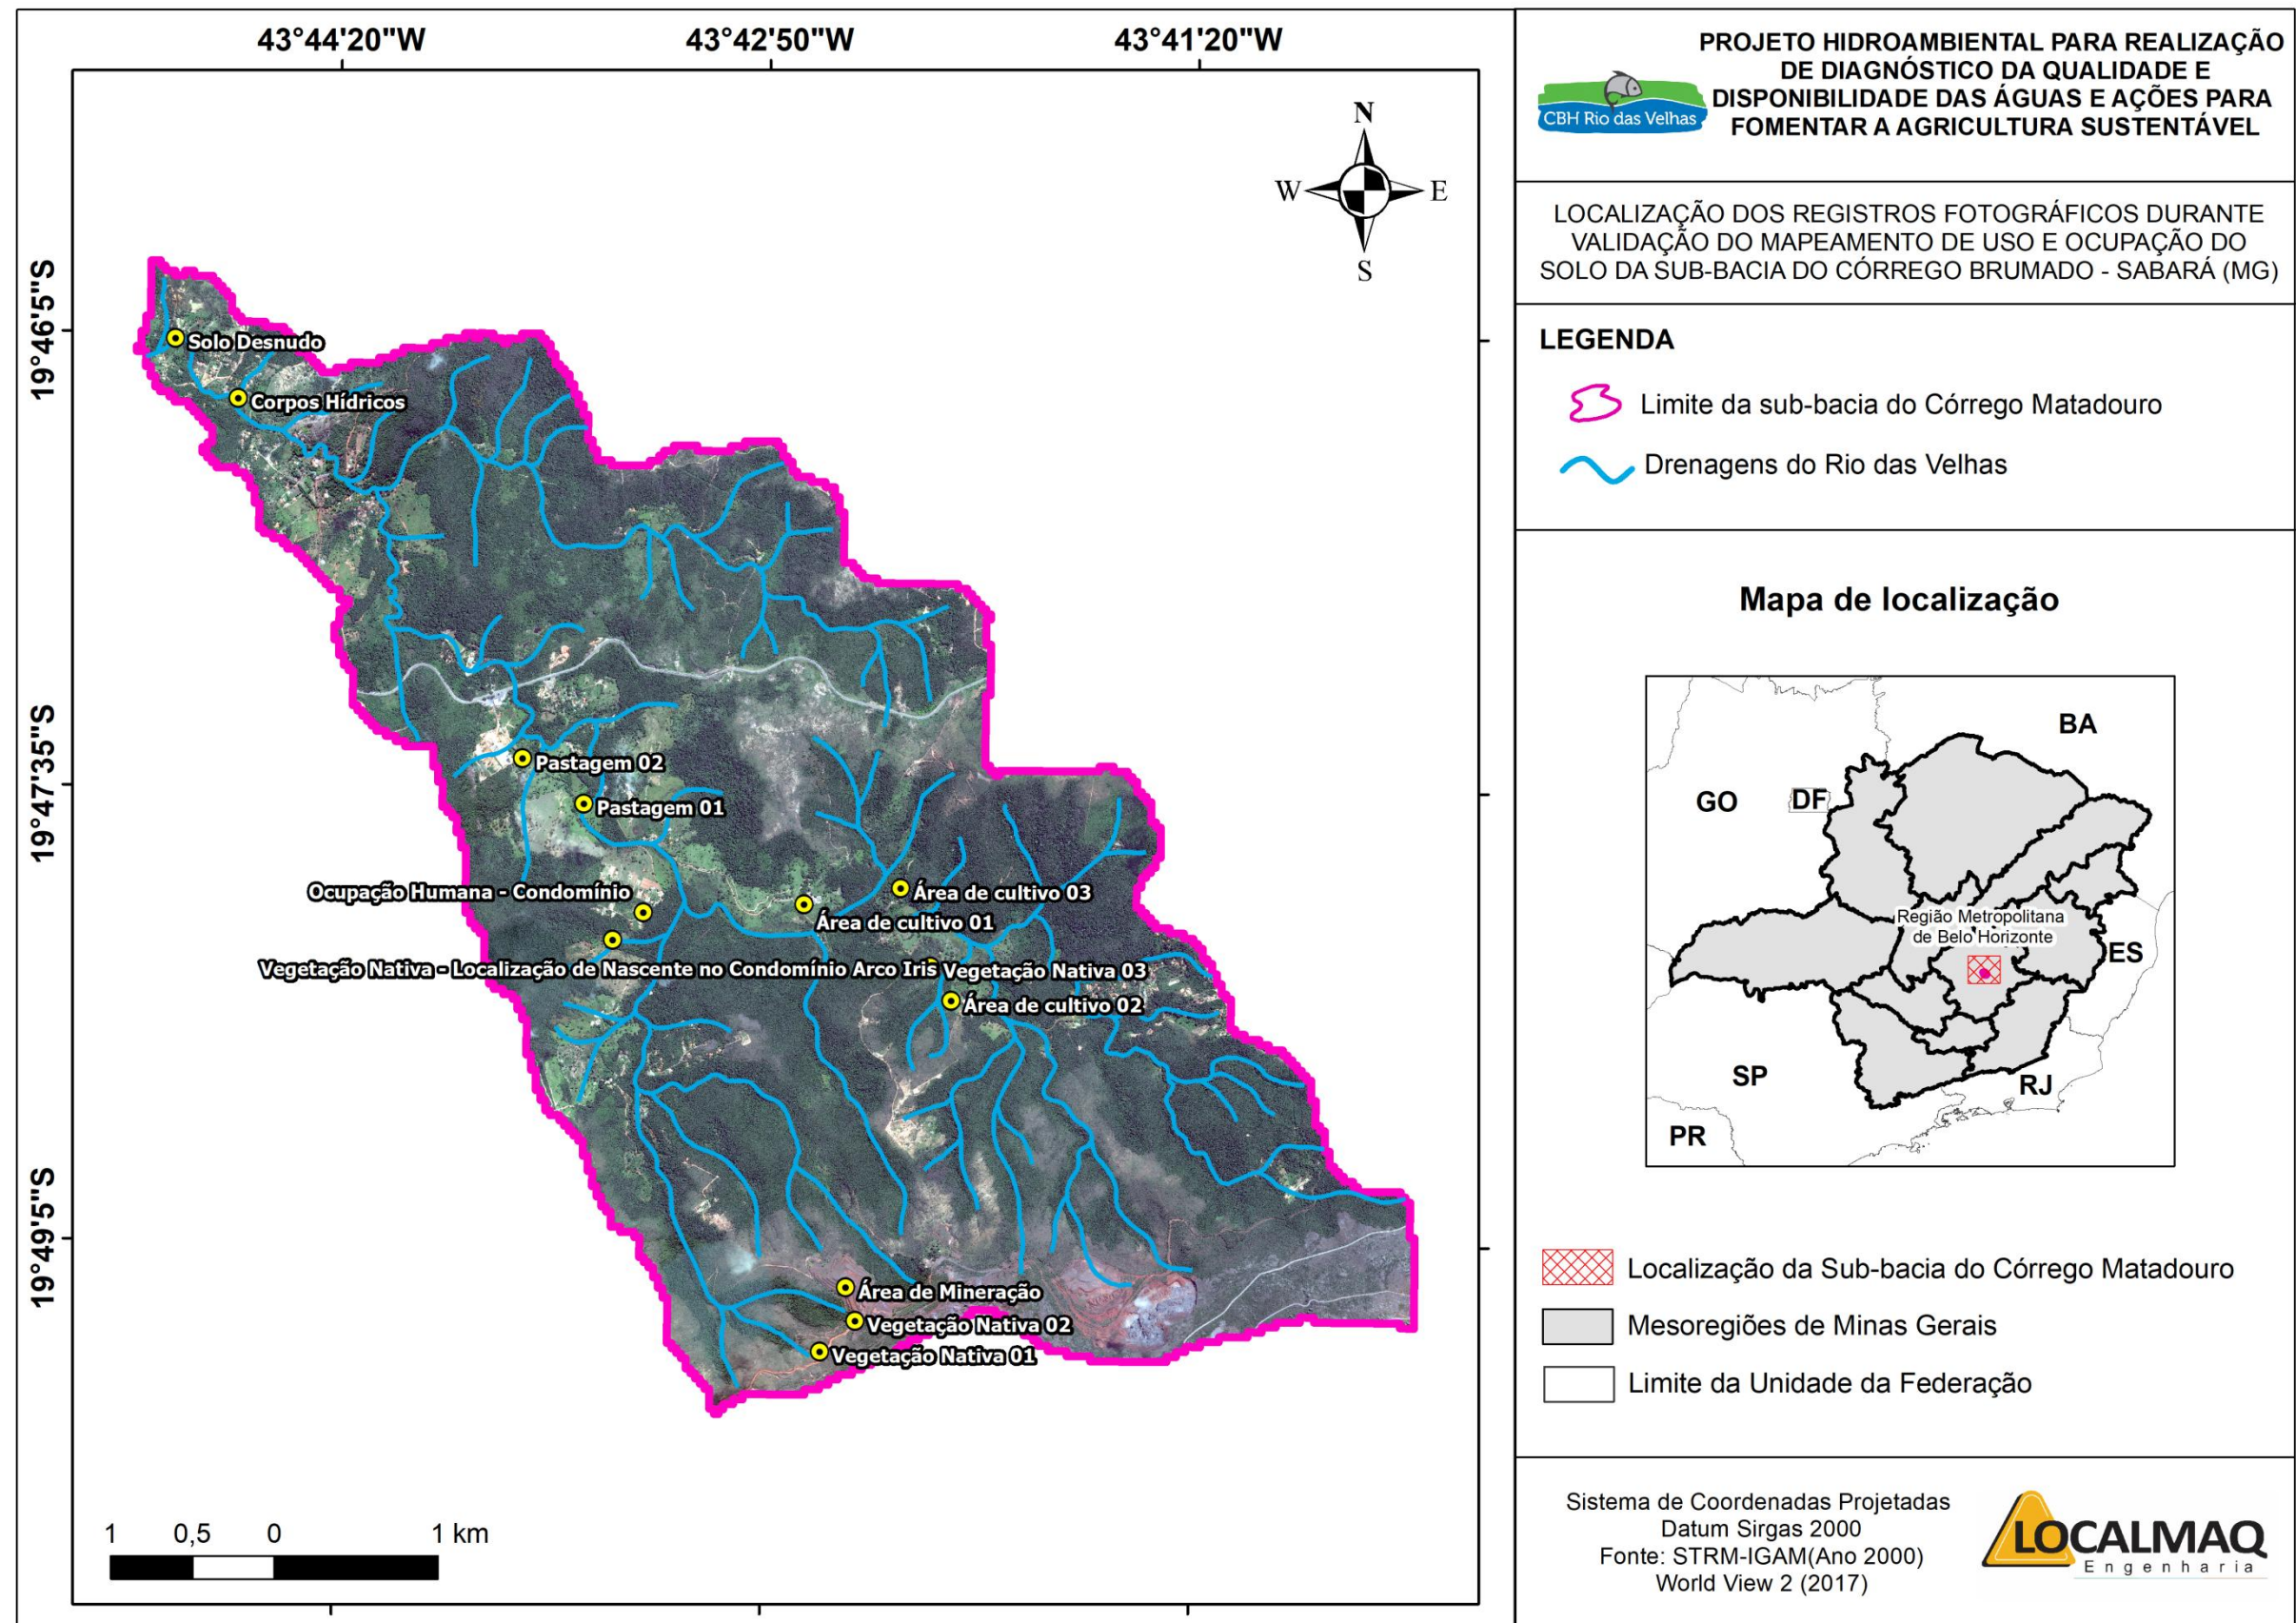 43°44'20"W
43°42'50"W
43°41'20"W
19°46'5"S
19°47'35"S
19°49'5"S
N
W
E
S
Solo Desnudo
Corpos Hídricos
Pastagem 02
Pastagem 01
Ocupação Humana - Condomínio
Área de cultivo 03
Área de cultivo 01
Vegetação Nativa - Localização de Nascente no Condomínio Arco Iris
Vegetação Nativa 03
Área de cultivo 02
Área de Mineração
Vegetação Nativa 02
Vegetação Nativa 01
1 0,5 0 1 km
CBH Rio das Velhas
PROJETO HIDROAMBIENTAL PARA REALIZAÇÃO
DE DIAGNÓSTICO DA QUALIDADE E
DISPONIBILIDADE DAS ÁGUAS E AÇÕES PARA
FOMENTAR A AGRICULTURA SUSTENTÁVEL
LOCALIZAÇÃO DOS REGISTROS FOTOGRÁFICOS DURANTE
VALIDAÇÃO DO MAPEAMENTO DE USO E OCUPAÇÃO DO
SOLO DA SUB-BACIA DO CÓRREGO BRUMADO - SABARÁ (MG)
LEGENDA
Limite da sub-bacia do Córrego Matadouro
Drenagens do Rio das Velhas
Mapa de localização
BA
GO
DF
Região Metropolitana
de Belo Horizonte
ES
SP
RJ
PR
Localização da Sub-bacia do Córrego Matadouro
Mesoregiões de Minas Gerais
Limite da Unidade da Federação
Sistema de Coordenadas Projetadas
Datum Sirgas 2000
Fonte: STRM-IGAM(Ano 2000)
World View 2 (2017)
LOCALMAQ
Engenharia